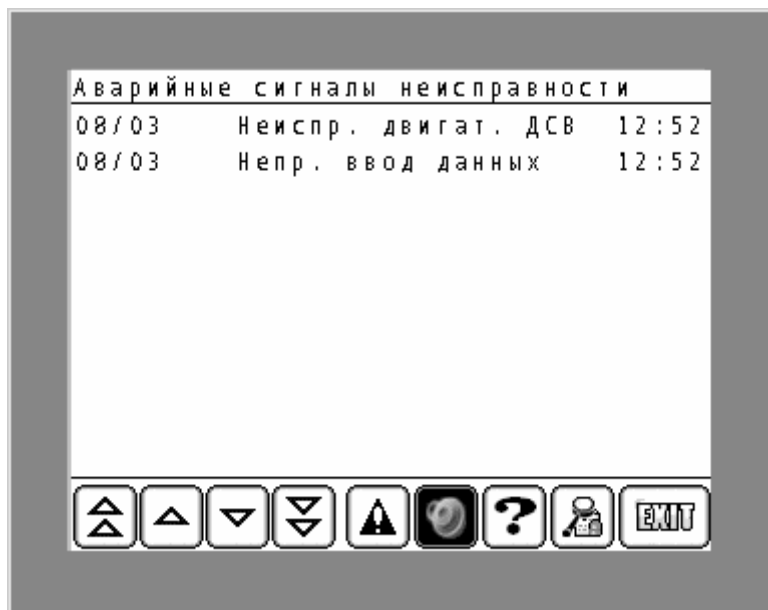 Аварийные сигналы неисправности
08/03 Неиспр. двигат. ДСВ 12:52
08/03 Непр. ввод данных 12:52
? EXIT